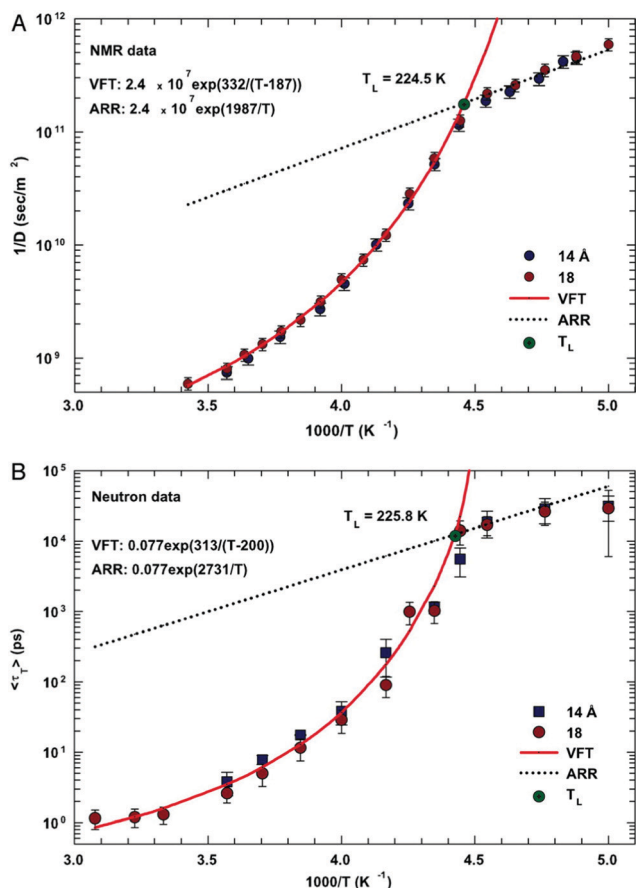 A
10^12
10^11
10^10
10^9
1/D (sec/m^2)
NMR data
VFT: 2.4 × 10^7 exp(332/(T-187))
ARR: 2.4 × 10^7 exp(1987/T)
T_L = 224.5 K
14 Å
18
VFT
ARR
T_L
3.0 3.5 4.0 4.5 5.0
1000/T (K^-1)
B
10^5
10^4
10^3
10^2
10^1
10^0
<τ_T> (ps)
Neutron data
VFT: 0.077exp(313/(T-200))
ARR: 0.077exp(2731/T)
T_L = 225.8 K
14 Å
18
VFT
ARR
T_L
3.0 3.5 4.0 4.5 5.0
1000/T (K^-1)